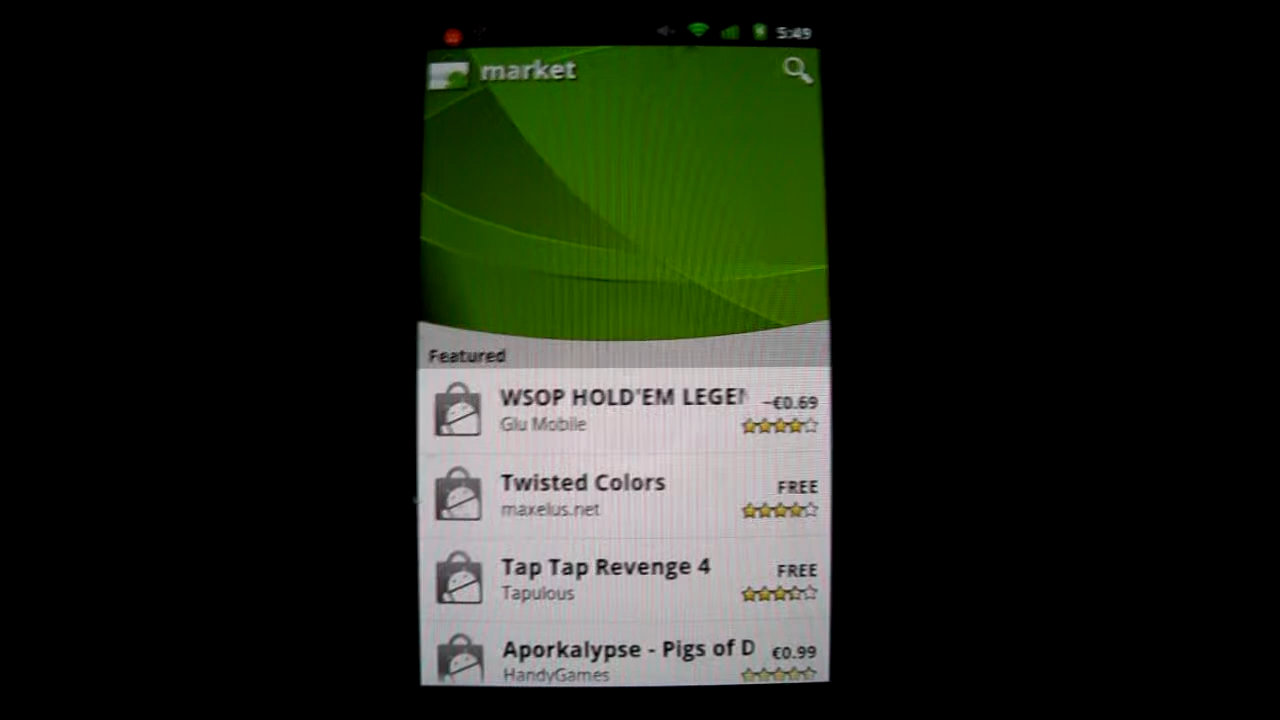 5:49
market
Featured
WSOP HOLD'EM LEGEN
~€0.69
Glu Mobile
Twisted Colors
FREE
maxelus.net
Tap Tap Revenge 4
FREE
Tapulous
Aporkalypse - Pigs of D
€0.99
HandyGames